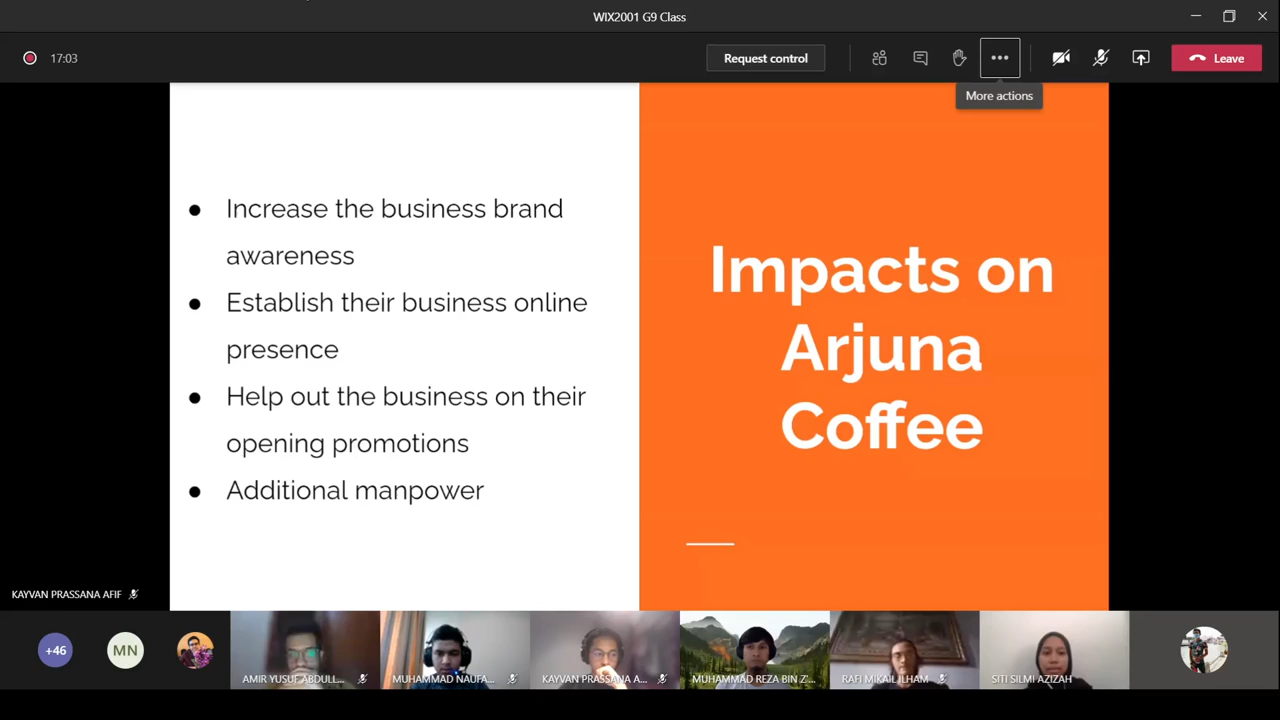 WIX2001 G9 Class
17:03
Request control
Leave
More actions
Increase the business brand
awareness
Establish their business online
presence
Help out the business on their
opening promotions
Additional manpower
Impacts on
Arjuna
Coffee
KAYVAN PRASSANA AFIF
+46
MN
AMIR YUSUF ABDULL...
MUHAMMAD NAUFA...
KAYVAN PRASSANA A...
MUHAMMAD REZA BIN Z'...
RAFI MIKAIL ILHAM
SITI SILMI AZIZAH